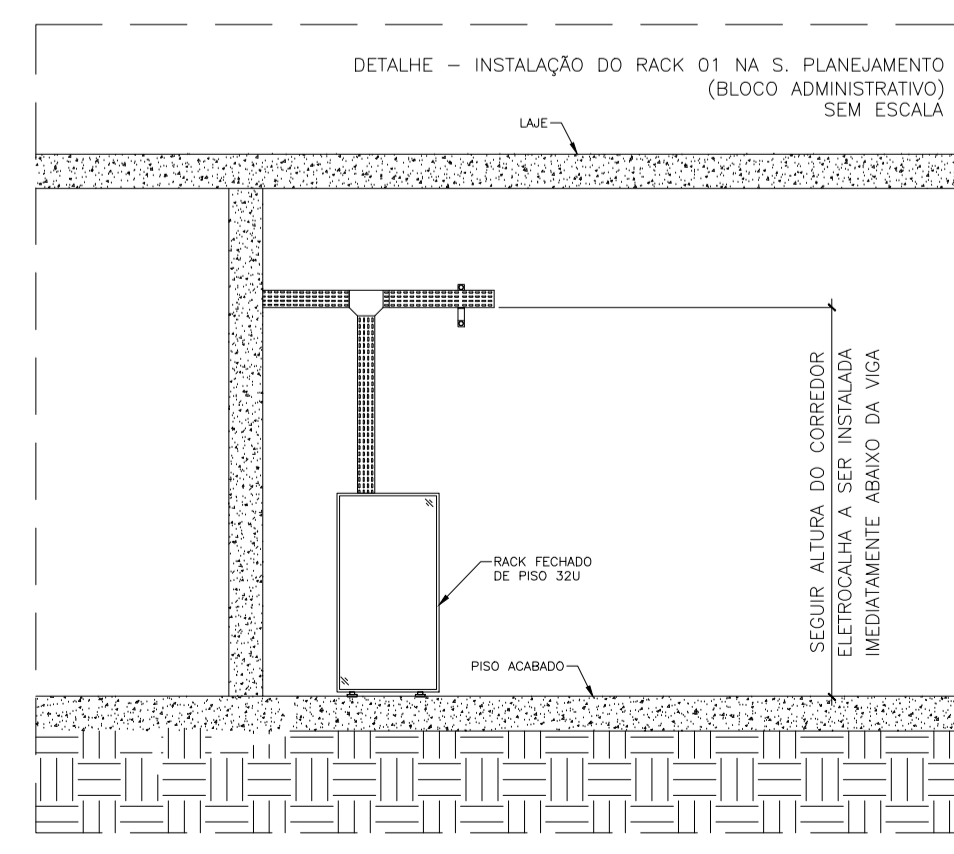 DETALHE – INSTALAÇÃO DO RACK 01 NA S. PLANEJAMENTO
(BLOCO ADMINISTRATIVO)
SEM ESCALA
LAJE
SEGUIR ALTURA DO CORREDOR
ELETROCALHA A SER INSTALADA
IMEDIATAMENTE ABAIXO DA VIGA
RACK FECHADO
DE PISO 32U
PISO ACABADO